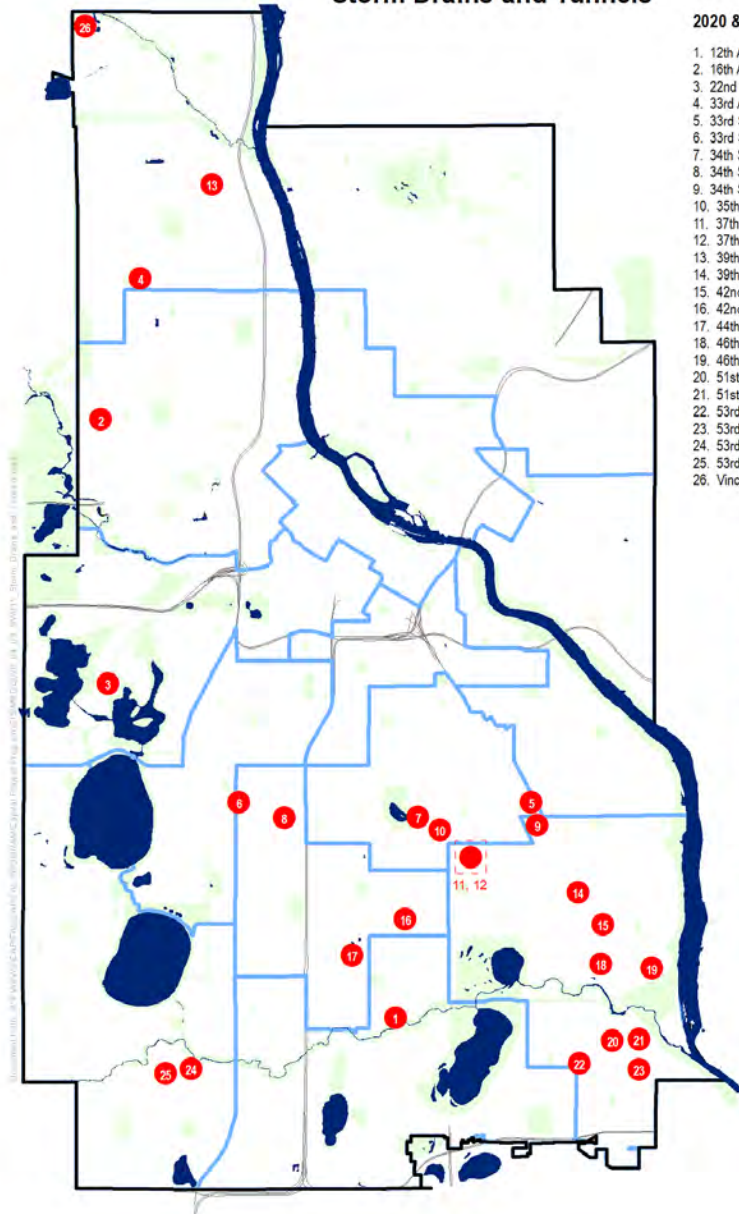 Storm Drains and Tunnels
2020 &
1. 12th A
2. 16th A
3. 22nd
4. 33rd A
5. 33rd S
6. 33rd S
7. 34th S
8. 34th S
9. 34th S
10. 35th
11. 37th
12. 37th
13. 39th
14. 39th
15. 42nd
16. 42nd
17. 44th
18. 46th
19. 46th
20. 51st
21. 51st
22. 53rd
23. 53rd
24. 53rd
25. 53rd
26. Vinc
26
13
4
2
3
6
8
7
10
5
9
11, 12
14
16
15
17
18
19
1
20
21
22
23
24
25